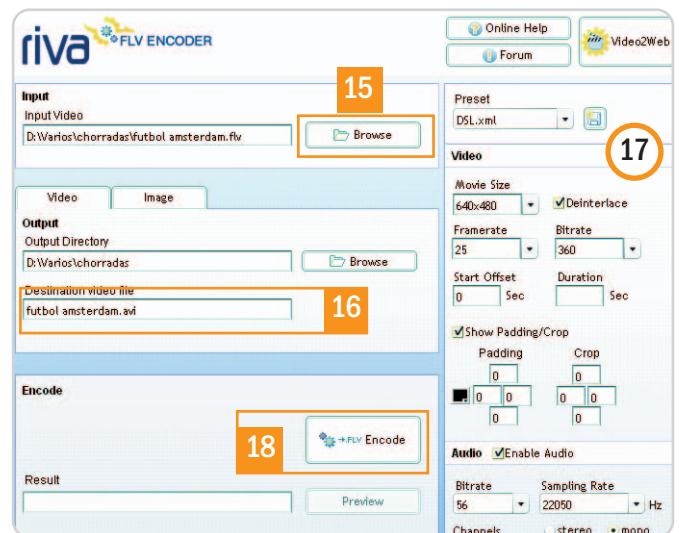 riva FLV ENCODER
Online Help
Forum
Video2Web
Input
15
Input Video
D:\Varios\chorradas\futbol amsterdam.flv
Browse
Video Image
Output
Output Directory
D:\Varios\chorradas
Browse
Destination video file
futbol amsterdam.avi
16
Encode
18
FLV Encode
Result
Preview
Preset
DSL.xml
17
Video
Movie Size
640x480 Deinterlace
Framerate Bitrate
25 360
Start Offset Duration
0 Sec Sec
Show Padding/Crop
Padding Crop
0 0
0 0 0 0
0 0
Audio Enable Audio
Bitrate Sampling Rate
56 22050 Hz
Channels stereo mono